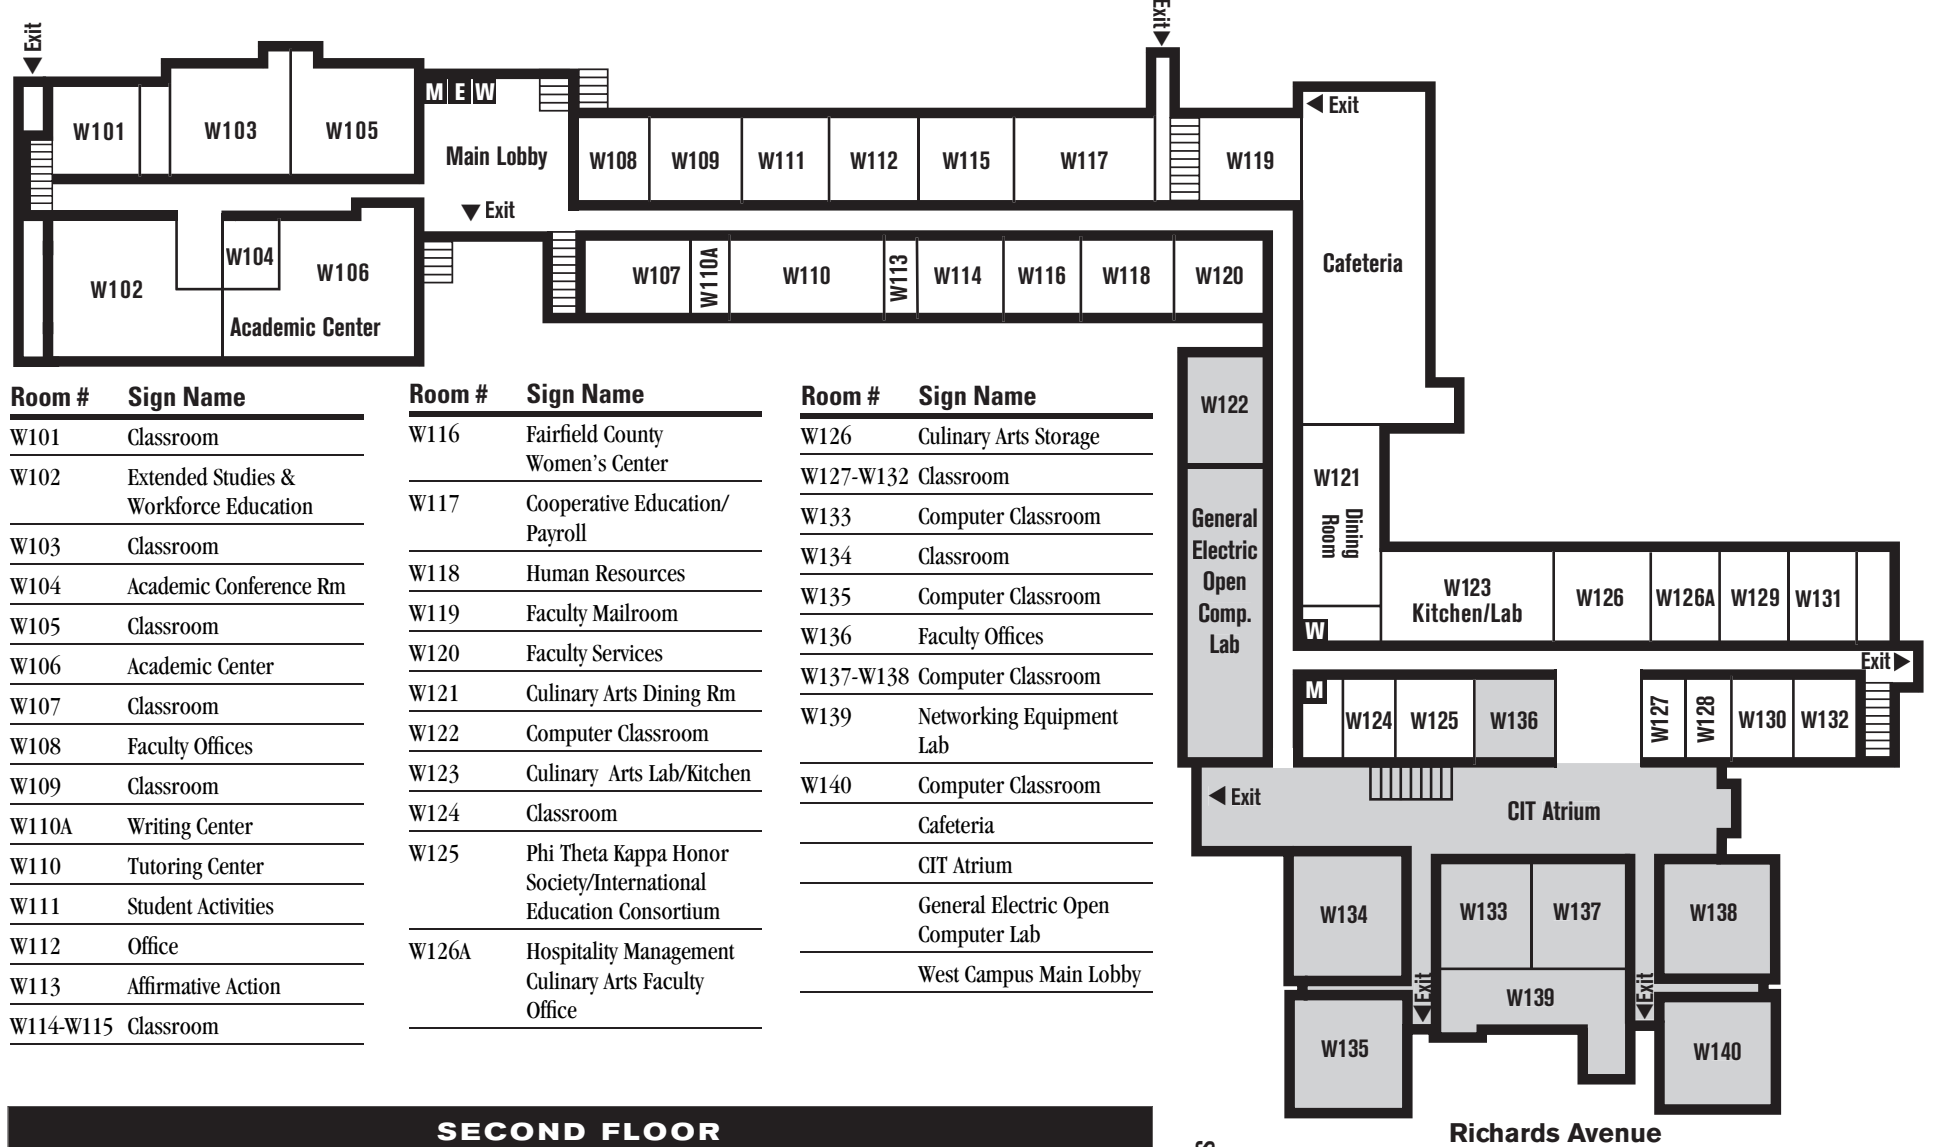 Exit
Exit
M E W
Exit
W101
W103
W105
Main Lobby
W108
W109
W111
W112
W115
W117
W119
Exit
W102
W104
W106
Academic Center
W107
W110A
W110
W113
W114
W116
W118
W120
Cafeteria
W122
General
Electric
Open
Comp.
Lab
W121
Dining
Room
W123
Kitchen/Lab
W126
W126A
W129
W131
W
Exit
M
W124
W125
W136
W127
W128
W130
W132
Exit
CIT Atrium
W134
W133
W137
W138
Exit
W139
Exit
W135
W140
Richards Avenue
Room # Sign Name
W101 Classroom
W102 Extended Studies &
Workforce Education
W103 Classroom
W104 Academic Conference Rm
W105 Classroom
W106 Academic Center
W107 Classroom
W108 Faculty Offices
W109 Classroom
W110A Writing Center
W110 Tutoring Center
W111 Student Activities
W112 Office
W113 Affirmative Action
W114-W115 Classroom
Room # Sign Name
W116 Fairfield County
Women's Center
W117 Cooperative Education/
Payroll
W118 Human Resources
W119 Faculty Mailroom
W120 Faculty Services
W121 Culinary Arts Dining Rm
W122 Computer Classroom
W123 Culinary Arts Lab/Kitchen
W124 Classroom
W125 Phi Theta Kappa Honor
Society/International
Education Consortium
W126A Hospitality Management
Culinary Arts Faculty
Office
Room # Sign Name
W126 Culinary Arts Storage
W127-W132 Classroom
W133 Computer Classroom
W134 Classroom
W135 Computer Classroom
W136 Faculty Offices
W137-W138 Computer Classroom
W139 Networking Equipment
Lab
W140 Computer Classroom
Cafeteria
CIT Atrium
General Electric Open
Computer Lab
West Campus Main Lobby
SECOND FLOOR